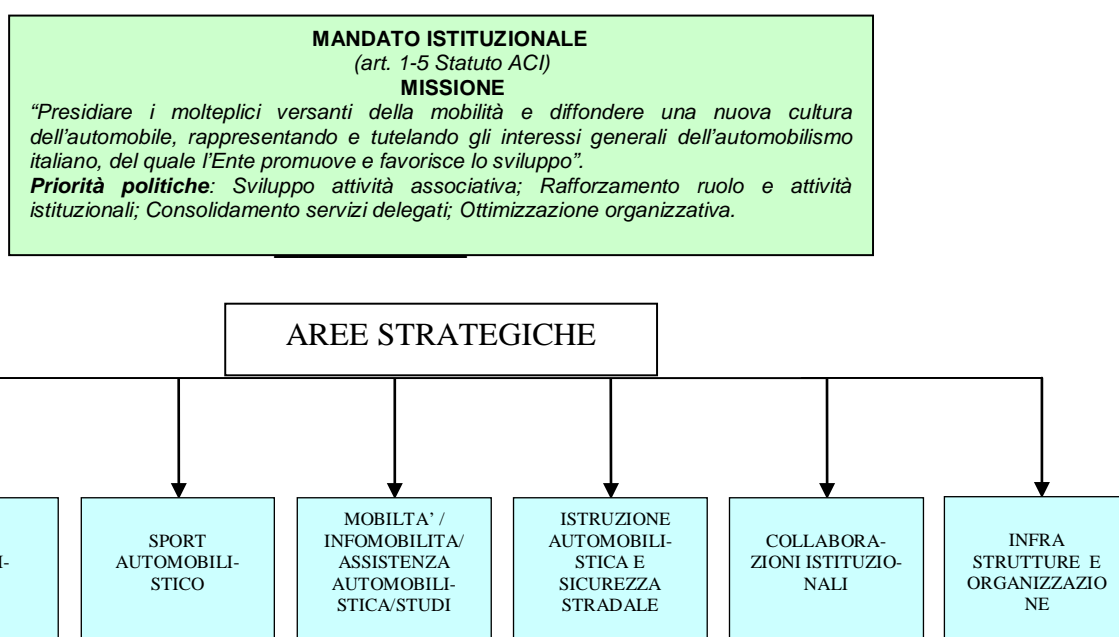 MANDATO ISTITUZIONALE
(art. 1-5 Statuto ACI)
MISSIONE
“Presidiare i molteplici versanti della mobilità e diffondere una nuova cultura
dell’automobile, rappresentando e tutelando gli interessi generali dell’automobilismo
italiano, del quale l’Ente promuove e favorisce lo sviluppo”.
Priorità politiche: Sviluppo attività associativa; Rafforzamento ruolo e attività
istituzionali; Consolidamento servizi delegati; Ottimizzazione organizzativa.
AREE STRATEGICHE
I-
SPORT
AUTOMOBILI-
STICO
MOBILTA’ /
INFOMOBILITA/
ASSISTENZA
AUTOMOBILI-
STICA/STUDI
ISTRUZIONE
AUTOMOBILI-
STICA E
SICUREZZA
STRADALE
COLLABORA-
ZIONI ISTITUZIO-
NALI
INFRA
STRUTTURE E
ORGANIZZAZIO
NE